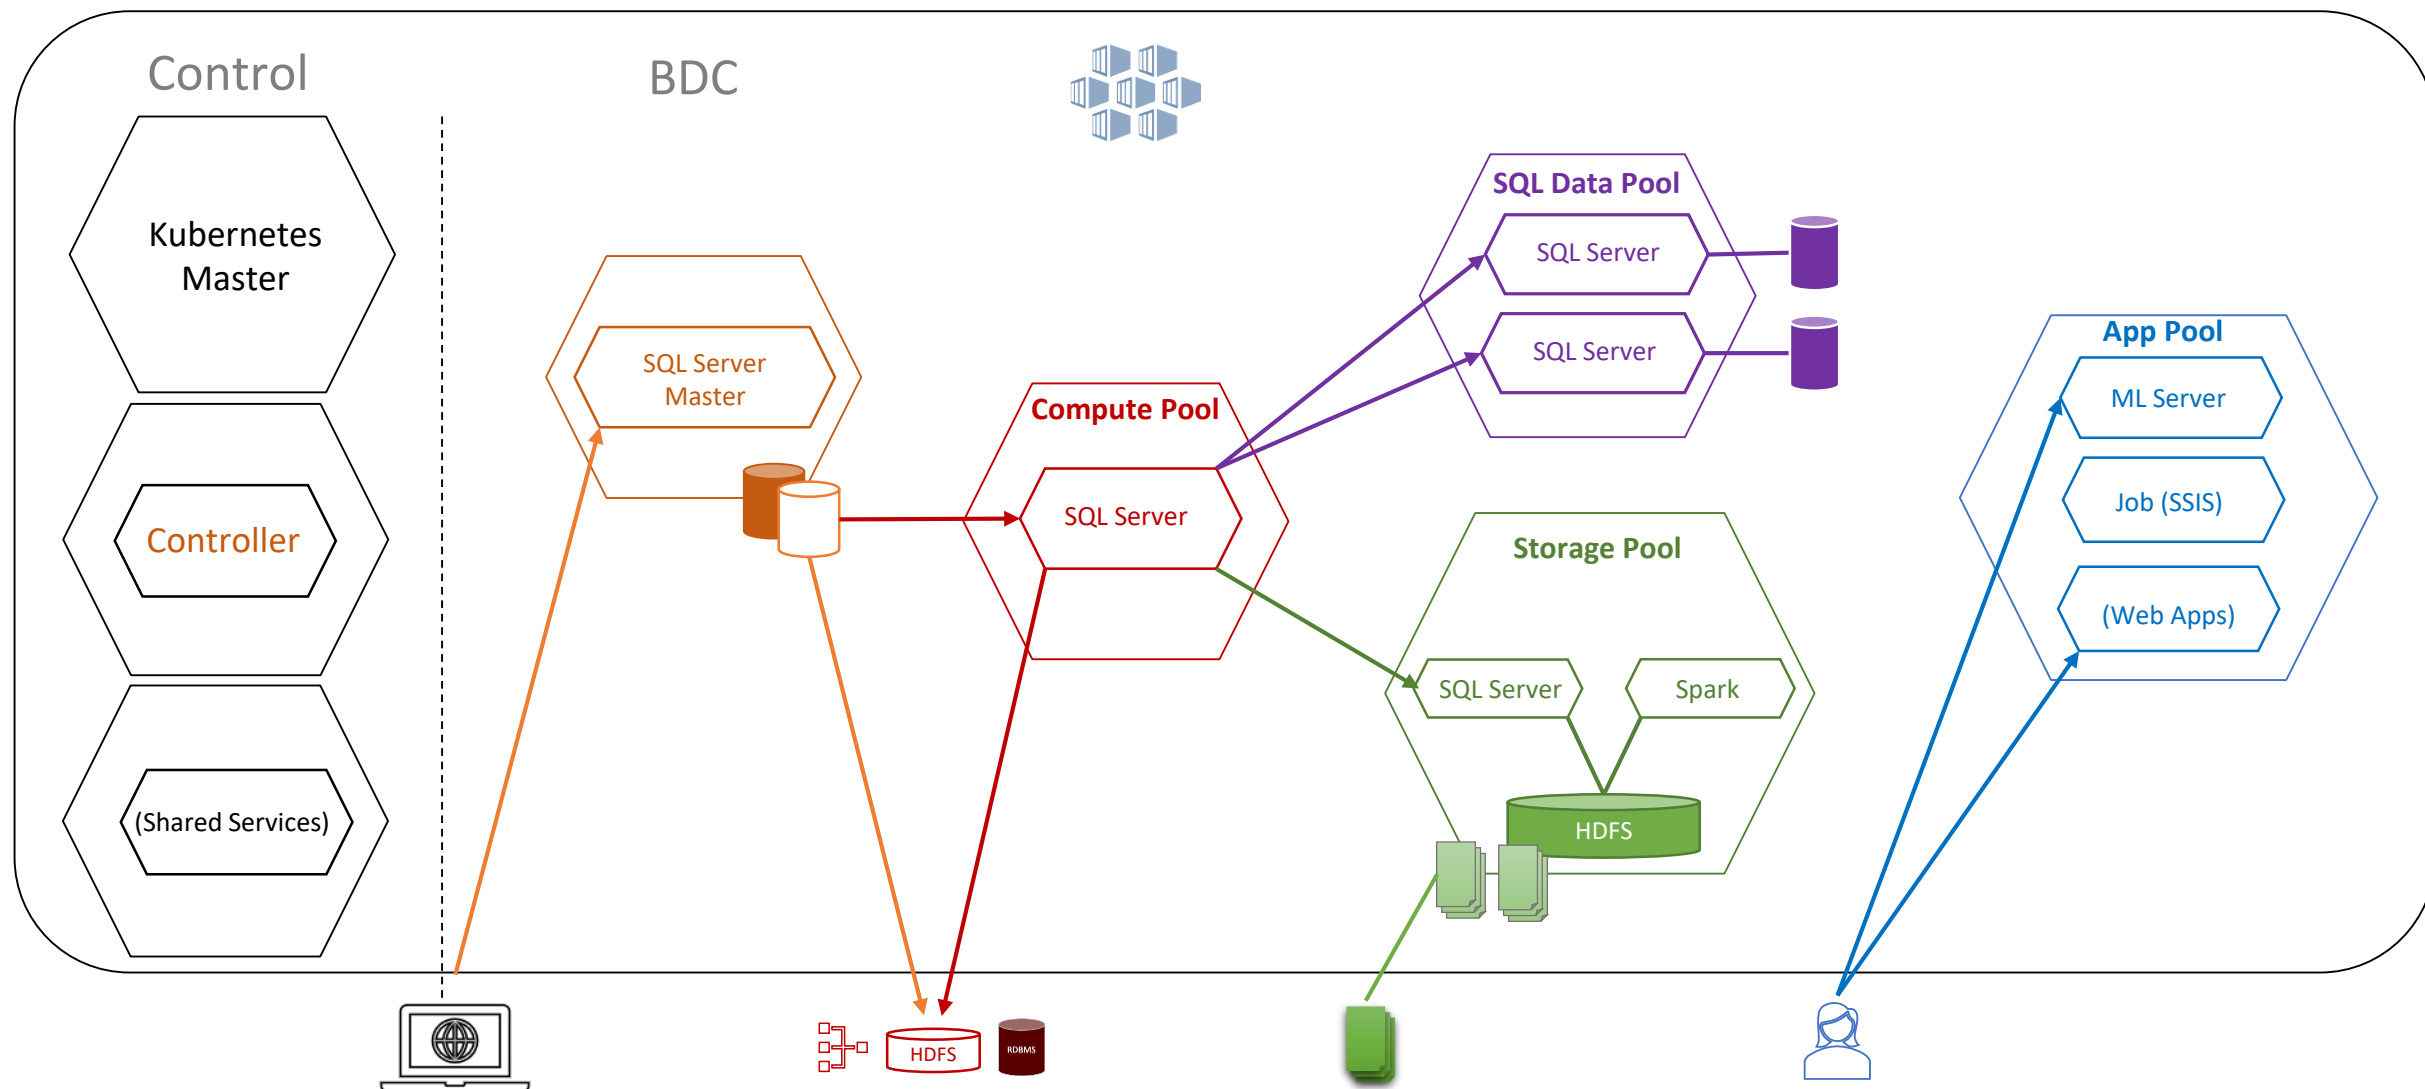 Control
BDC
Kubernetes
Master
Controller
(Shared Services)
SQL Server
Master
Compute Pool
SQL Server
SQL Data Pool
SQL Server
SQL Server
Storage Pool
SQL Server
Spark
HDFS
App Pool
ML Server
Job (SSIS)
(Web Apps)
HDFS
RDBMS